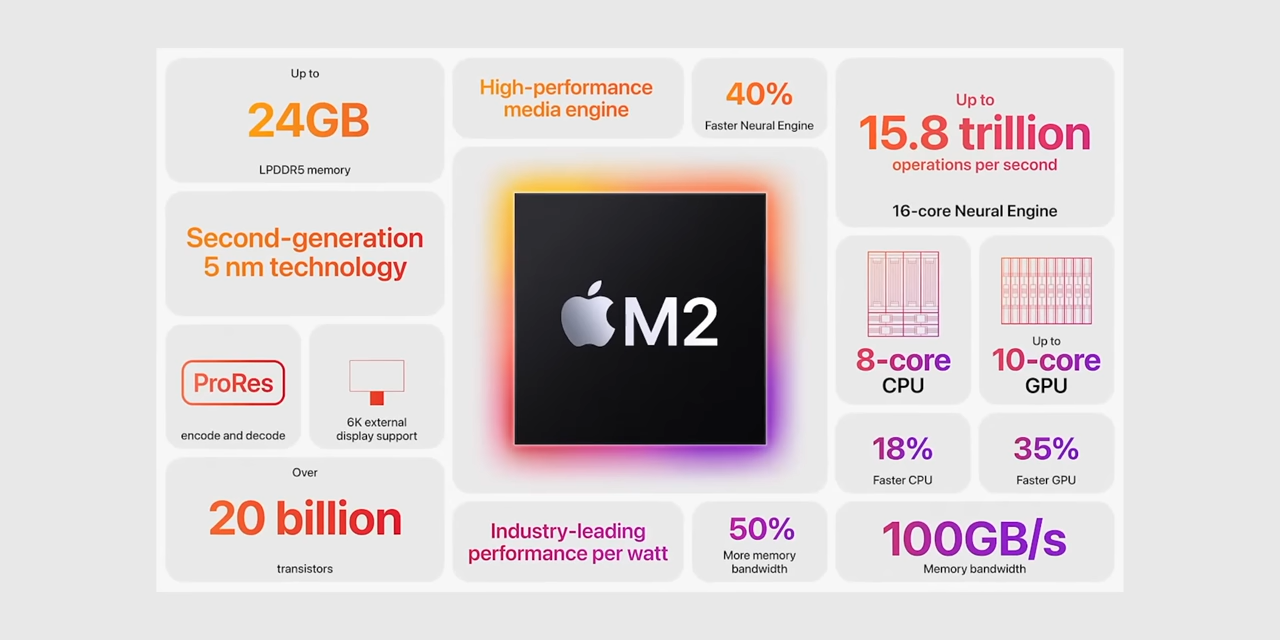 Up to
24GB
LPDDR5 memory
Second-generation
5 nm technology
ProRes
encode and decode
6K external
display support
Over
20 billion
transistors
High-performance
media engine
40%
Faster Neural Engine
M2
Industry-leading
performance per watt
50%
More memory
bandwidth
Up to
15.8 trillion
operations per second
16-core Neural Engine
8-core
CPU
Up to
10-core
GPU
18%
Faster CPU
35%
Faster GPU
100GB/s
Memory bandwidth